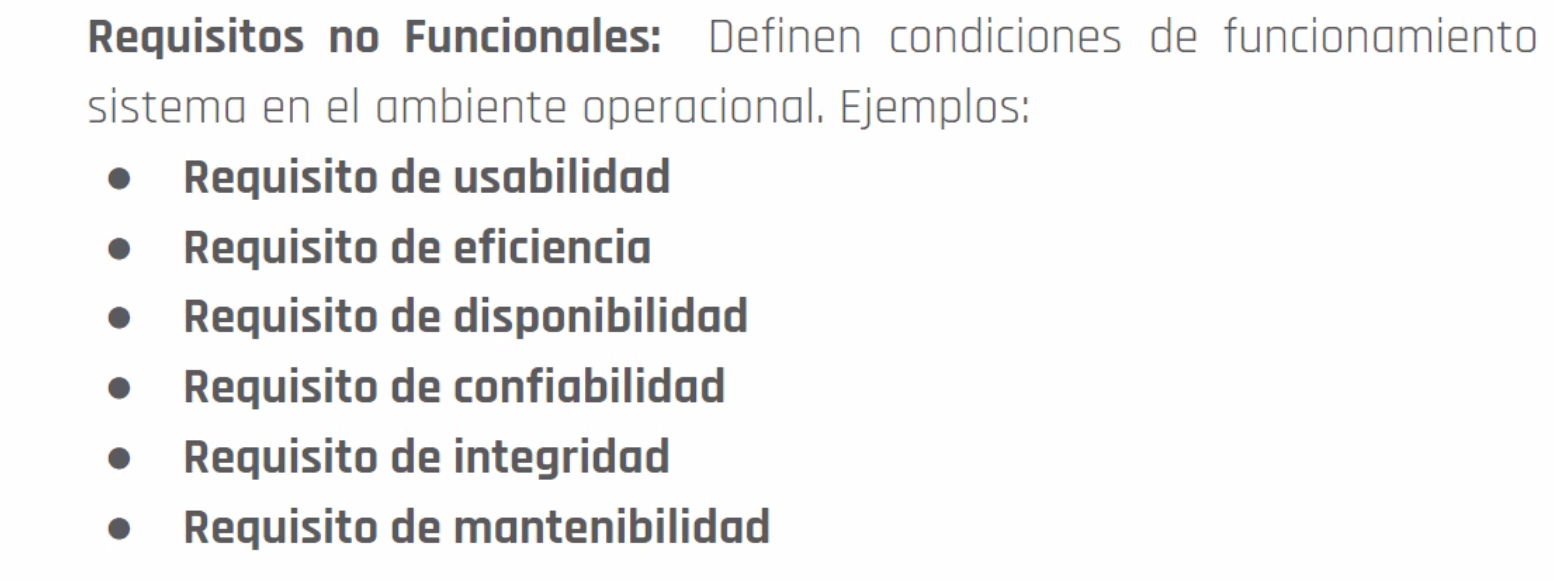 Requisitos no Funcionales: Definen condiciones de funcionamiento
sistema en el ambiente operacional. Ejemplos:
● Requisito de usabilidad
● Requisito de eficiencia
● Requisito de disponibilidad
● Requisito de confiabilidad
● Requisito de integridad
● Requisito de mantenibilidad